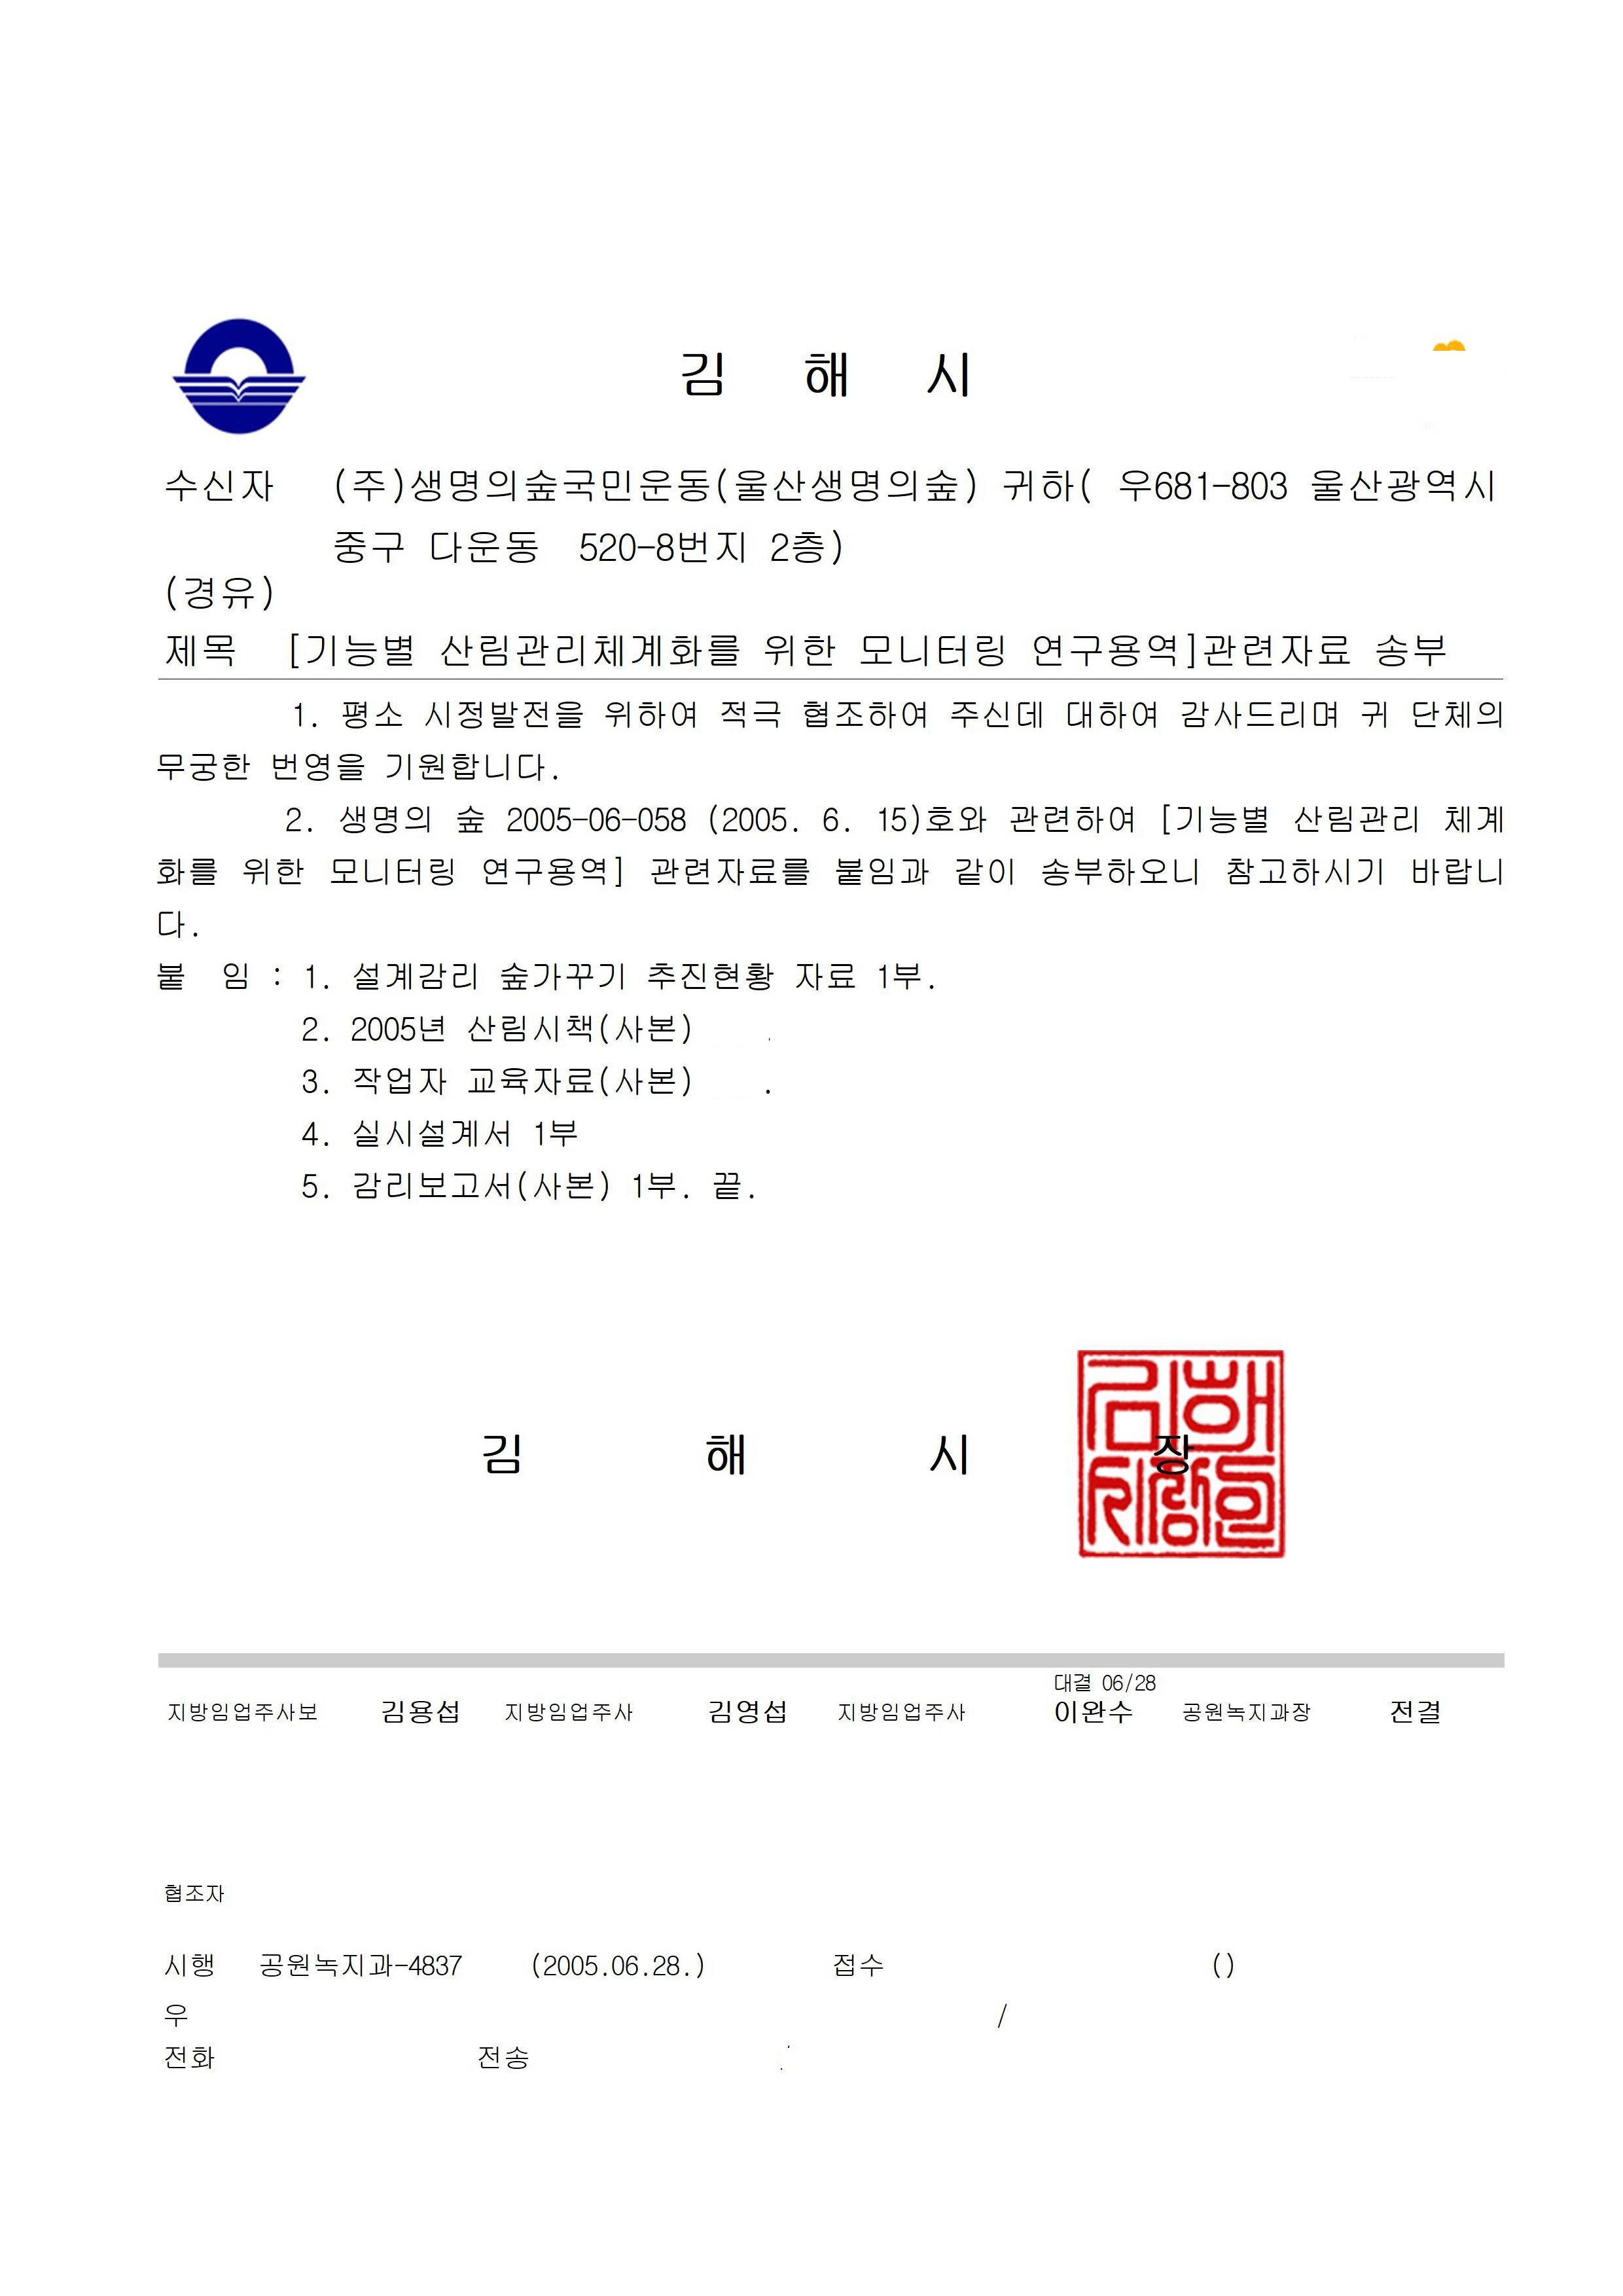 김 해 시
수신자 (주)생명의숲국민운동(울산생명의숲) 귀하( 우681-803 울산광역시
중구 다운동 520-8번지 2층)
(경유)
제목 [기능별 산림관리체계화를 위한 모니터링 연구용역]관련자료 송부
1. 평소 시정발전을 위하여 적극 협조하여 주신데 대하여 감사드리며 귀 단체의
무궁한 번영을 기원합니다.
2. 생명의 숲 2005-06-058 (2005. 6. 15)호와 관련하여 [기능별 산림관리 체계
화를 위한 모니터링 연구용역] 관련자료를 붙임과 같이 송부하오니 참고하시기 바랍니
다.
붙 임 : 1. 설계감리 숲가꾸기 추진현황 자료 1부.
2. 2005년 산림시책(사본) .
3. 작업자 교육자료(사본) .
4. 실시설계서 1부
5. 감리보고서(사본) 1부. 끝.
김 해 시 장
대결 06/28
지방임업주사보 김용섭 지방임업주사 김영섭 지방임업주사 이완수 공원녹지과장 전결
협조자
시행 공원녹지과-4837 (2005.06.28.) 접수 ()
우 /
전화 전송